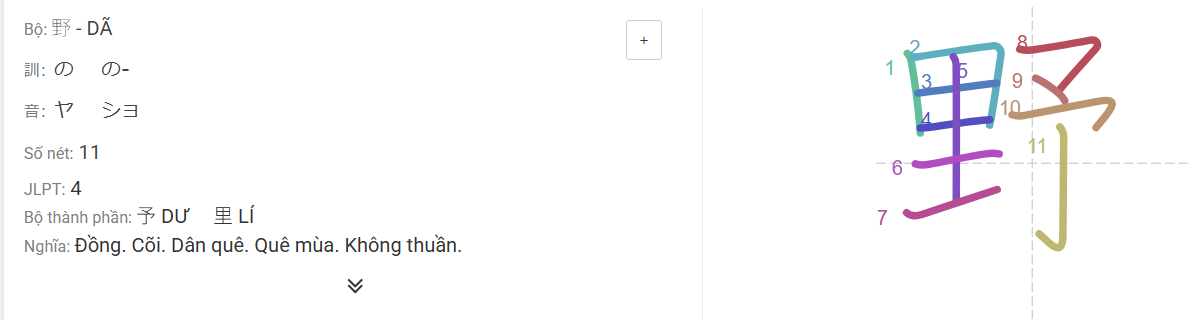 Bộ: 野 - DÃ
+
訓: の の-
音: ヤ ショ
Số nét: 11
JLPT: 4
Bộ thành phần: 予 DƯ 里 LÍ
Nghĩa: Đồng. Cõi. Dân quê. Quê mùa. Không thuần.
野
1
2
3
4
5
6
7
8
9
10
11